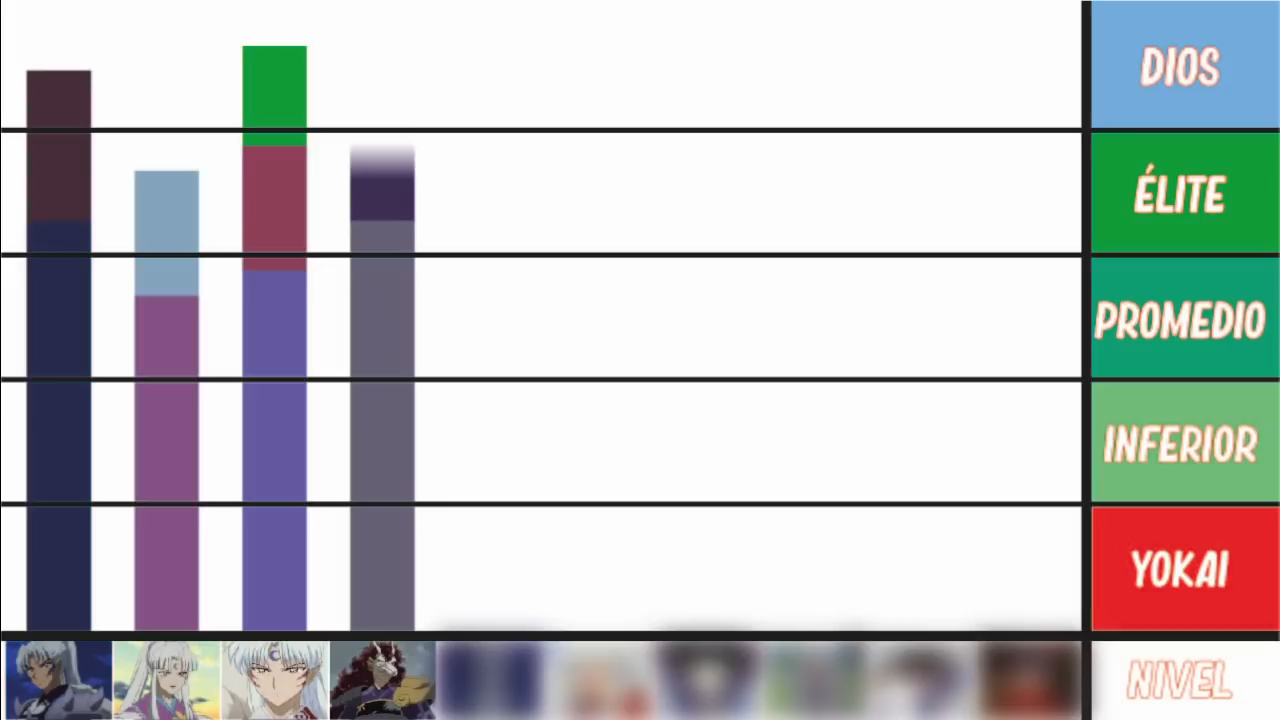 DIOS
ÉLITE
PROMEDIO
INFERIOR
YOKAI
NIVEL